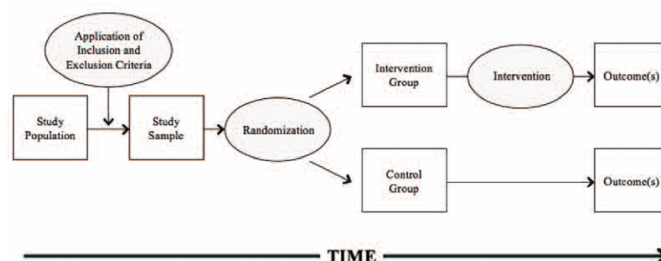 Application of
Inclusion and
Exclusion Criteria
Study
Population
Study
Sample
Randomization
Intervention
Group
Intervention
Outcome(s)
Control
Group
Outcome(s)
TIME